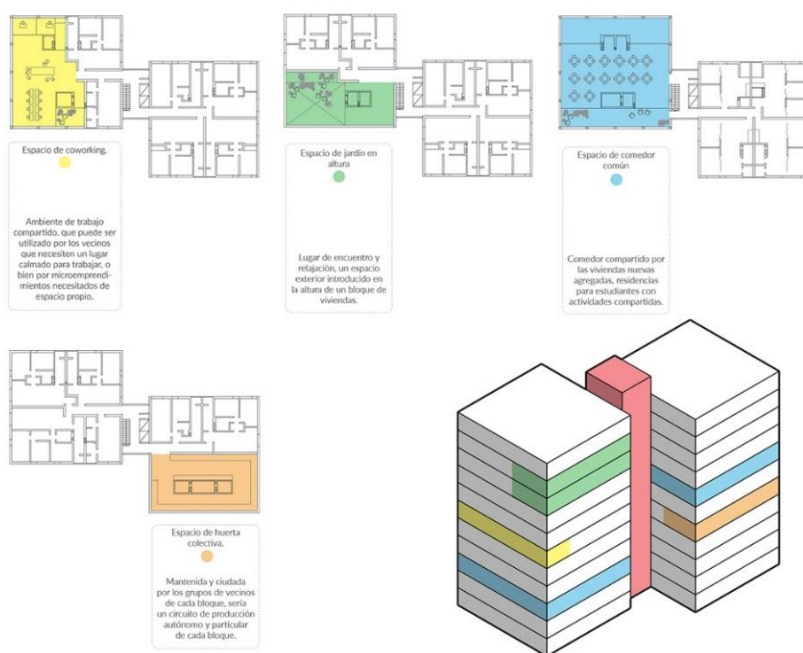 Espacio de coworking.
Ambiente de trabajo
compartido, que puede ser
utilizado por los vecinos
que necesiten un lugar
calmado para trabajar, o
bien por microemprendi-
mientos necesitados de
espacio propio.
Espacio de jardín en
altura
Lugar de encuentro y
relajación, un espacio
exterior introducido en
la altura de un bloque de
viviendas.
Espacio de comedor
común
Comedor compartido por
las viviendas nuevas
agregadas, residencias
para estudiantes con
actividades compartidas.
Espacio de huerta
colectiva.
Mantenida y ciudada
por los grupos de vecinos
de cada bloque, sería
un circuito de producción
autónomo y particular
de cada bloque.